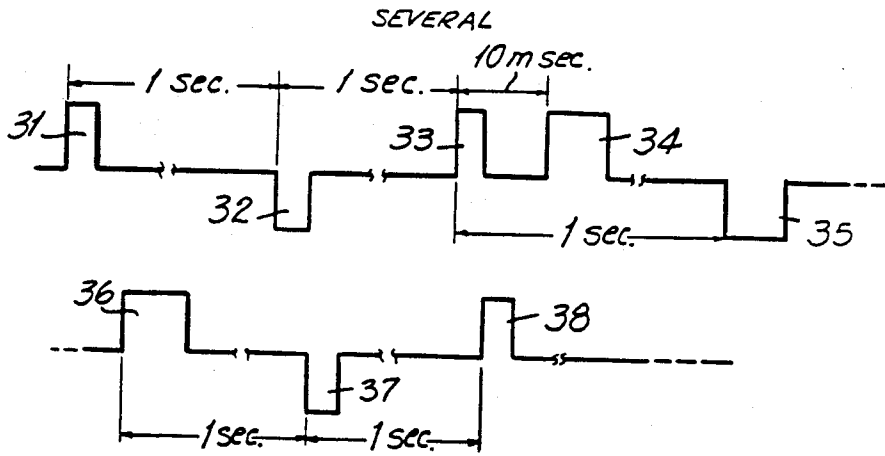 SEVERAL
10 m sec.
1 sec. 1 sec.
31 33 34
32 1 sec. 35
36 38
37
1 sec. 1 sec.